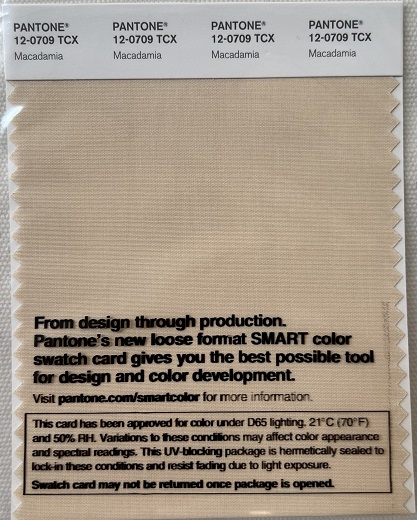 PANTONE® PANTONE® PANTONE® PANTONE®
12-0709 TCX 12-0709 TCX 12-0709 TCX 12-0709 TCX
Macadamia Macadamia Macadamia Macadamia
From design through production.
Pantone's new loose format SMART color
swatch card gives you the best possible tool
for design and color development.
Visit pantone.com/smartcolor for more information.
This card has been approved for color under D65 lighting, 21°C (70°F)
and 50% RH. Variations to these conditions may affect color appearance
and spectral readings. This UV-blocking package is hermetically sealed to
lock-in these conditions and resist fading due to light exposure.
Swatch card may not be returned once package is opened.